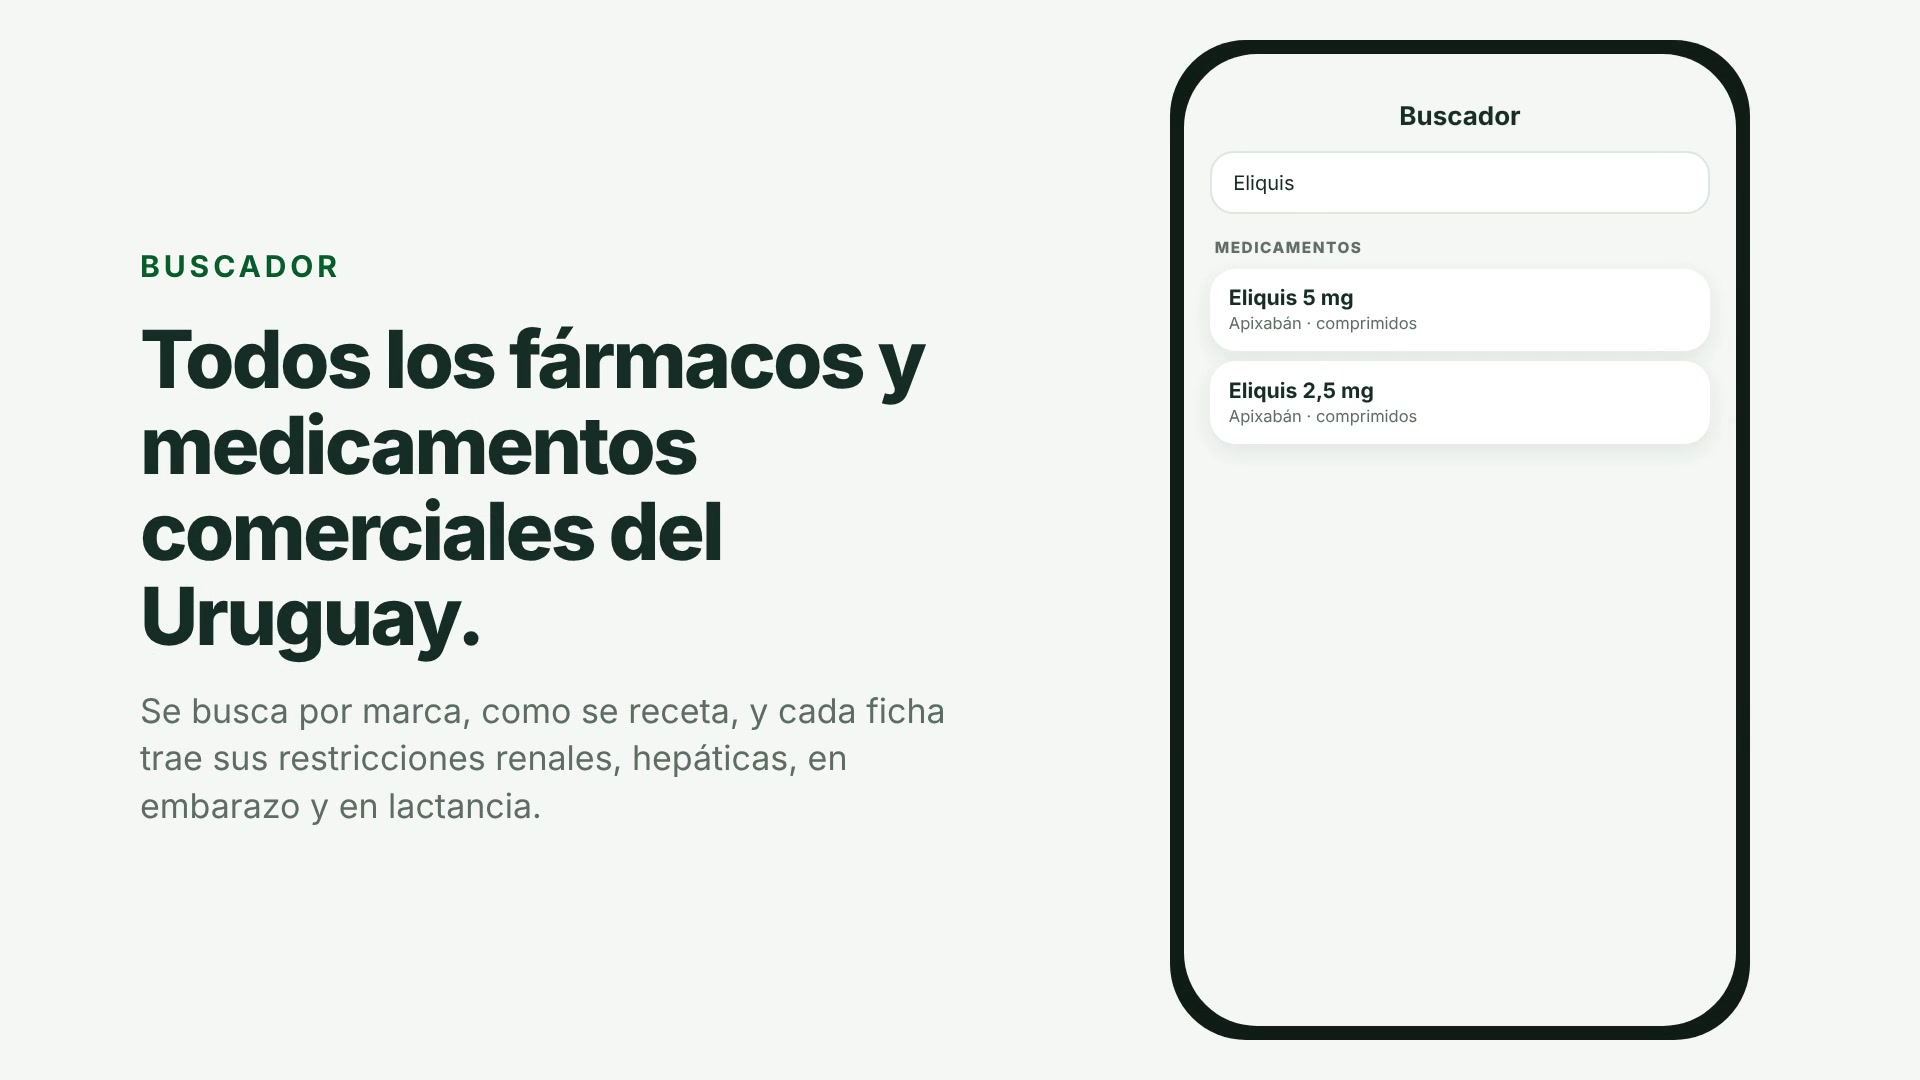 BUSCADOR
Todos los fármacos y
medicamentos
comerciales del
Uruguay.
Se busca por marca, como se receta, y cada ficha
trae sus restricciones renales, hepáticas, en
embarazo y en lactancia.
Buscador
Eliquis
MEDICAMENTOS
Eliquis 5 mg
Apixabán · comprimidos
Eliquis 2,5 mg
Apixabán · comprimidos